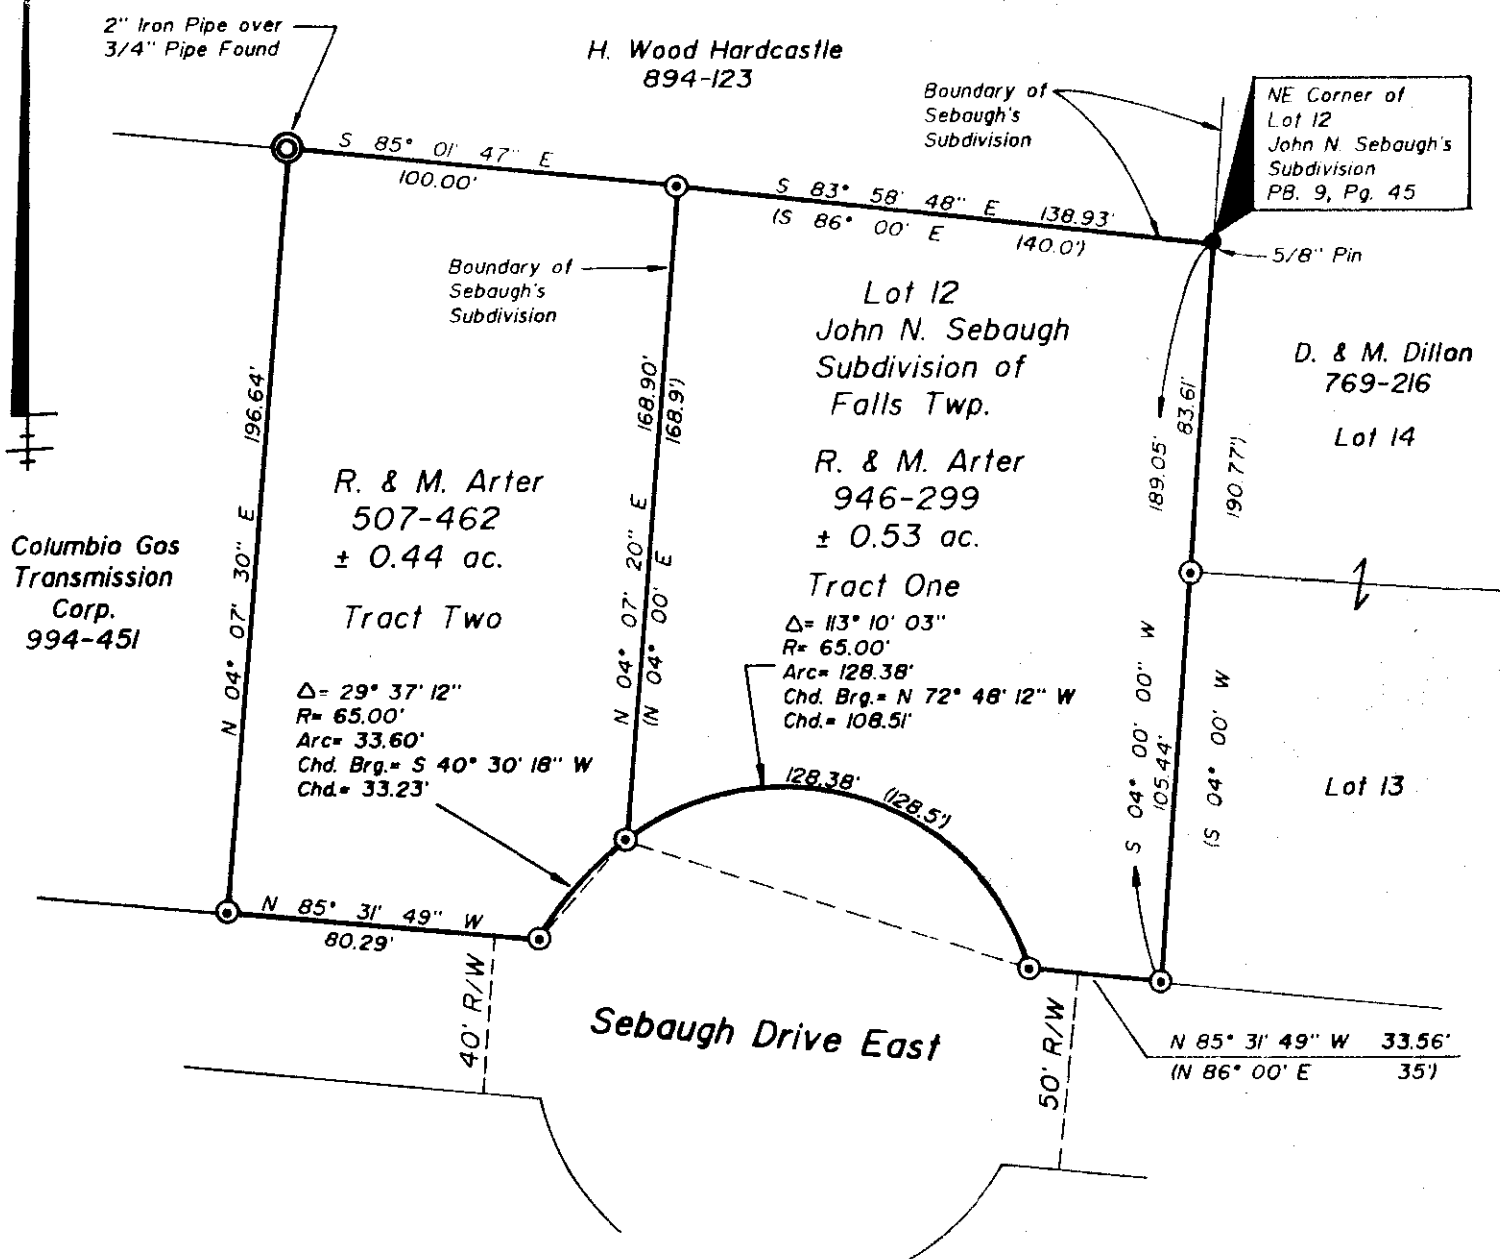 2" Iron Pipe over
3/4" Pipe Found
H. Wood Hardcastle
894-123
Boundary of
Sebaugh's
Subdivision
NE Corner of
Lot 12
John N. Sebaugh's
Subdivision
PB. 9, Pg. 45
S 85° 01' 47" E
100.00'
S 83° 58' 48" E 138.93'
(S 86° 00' E 140.0')
5/8" Pin
Boundary of
Sebaugh's
Subdivision
Lot 12
John N. Sebaugh
Subdivision of
Falls Twp.
R. & M. Arter
946-299
± 0.53 ac.
Tract One
Δ= 113° 10' 03"
R= 65.00'
Arc= 128.38'
Chd. Brg.= N 72° 48' 12" W
Chd.= 108.51'
D. & M. Dillon
769-216
Lot 14
196.64'
N 04° 07' 30" E
168.90'
168.9')
N 04° 07' 20" E
(N 04° 00' E
83.61'
189.05'
190.77')
S 04° 00' 00" W
105.44'
(S 04° 00' W
R. & M. Arter
507-462
± 0.44 ac.
Tract Two
Columbia Gas
Transmission
Corp.
994-451
Δ= 29° 37' 12"
R= 65.00'
Arc= 33.60'
Chd. Brg.= S 40° 30' 18" W
Chd.= 33.23'
128.38'
(128.5')
Lot 13
N 85° 31' 49" W
80.29'
40' R/W
Sebaugh Drive East
50' R/W
N 85° 31' 49" W 33.56'
(N 86° 00' E 35')